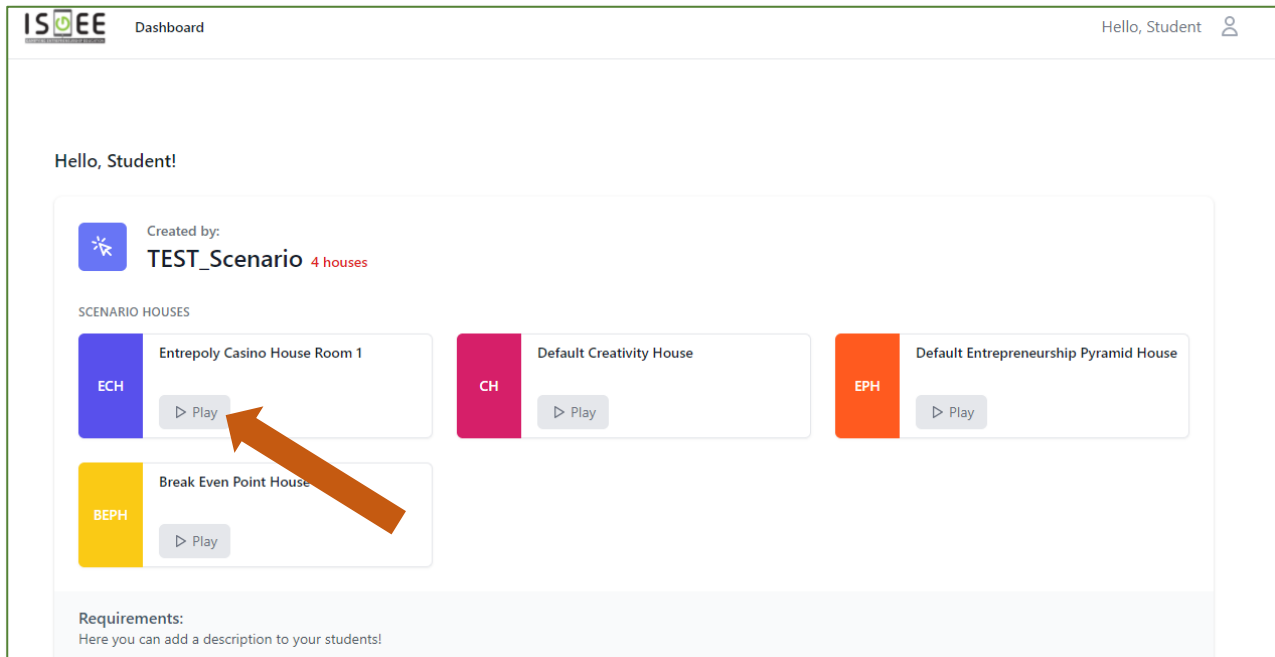 ISGEE Dashboard Hello, Student
Hello, Student!
Created by:
TEST_Scenario 4 houses
SCENARIO HOUSES
ECH
Entrepoly Casino House Room 1
Play
CH
Default Creativity House
Play
EPH
Default Entrepreneurship Pyramid House
Play
BEPH
Break Even Point House
Play
Requirements:
Here you can add a description to your students!